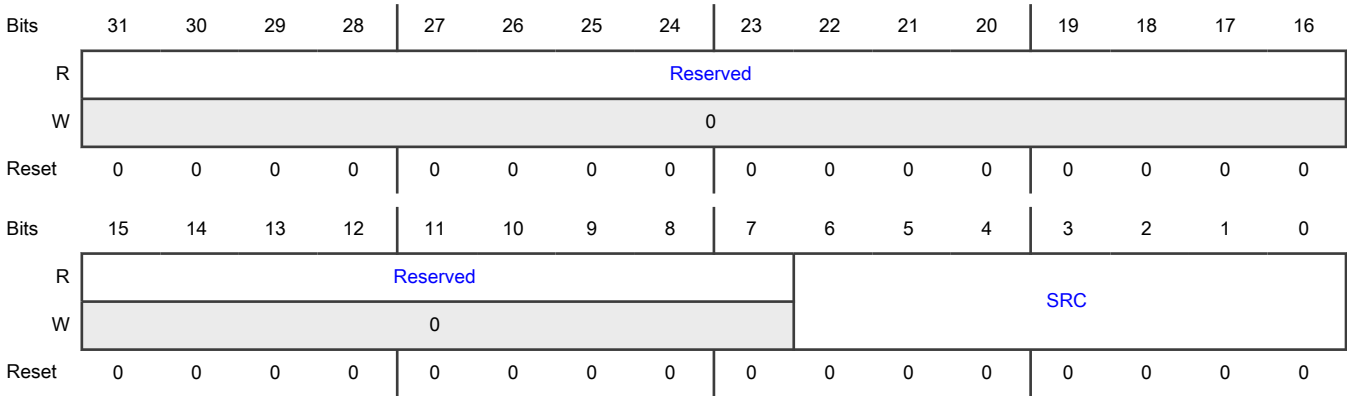 Bits 31 30 29 28 27 26 25 24 23 22 21 20 19 18 17 16
R Reserved
W 0
Reset 0 0 0 0 0 0 0 0 0 0 0 0 0 0 0 0
Bits 15 14 13 12 11 10 9 8 7 6 5 4 3 2 1 0
R Reserved SRC
W 0
Reset 0 0 0 0 0 0 0 0 0 0 0 0 0 0 0 0